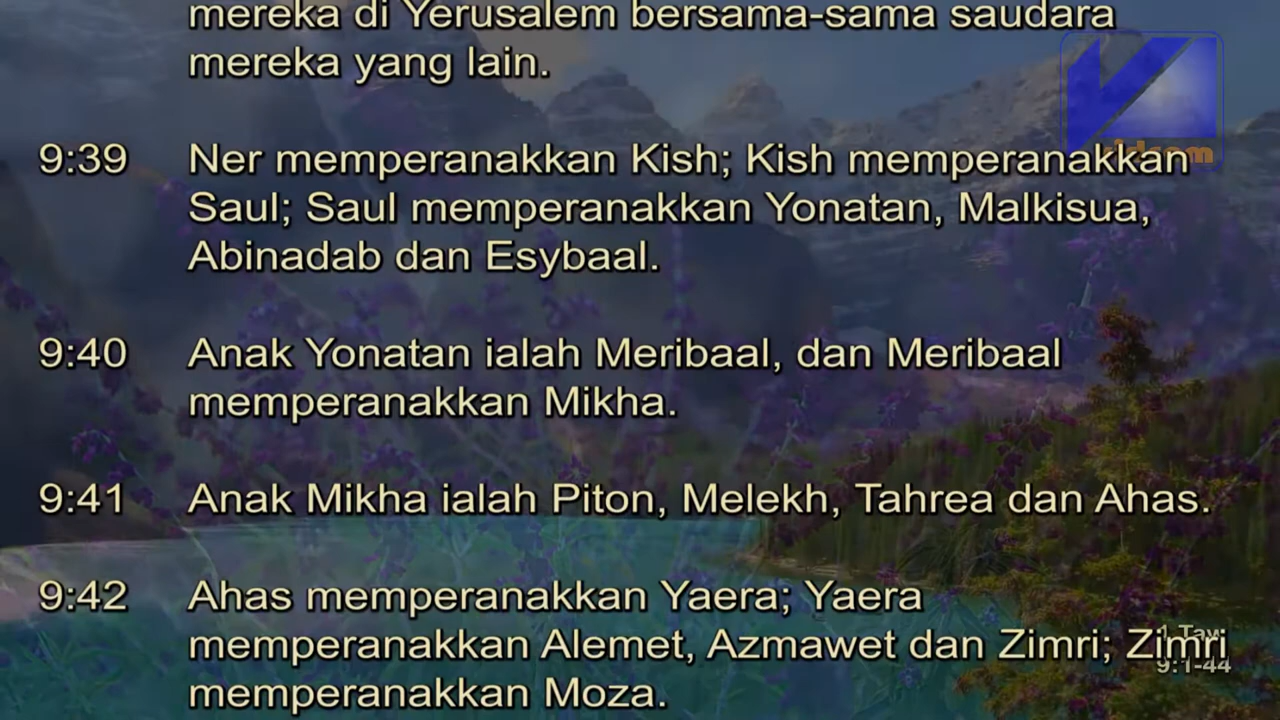 mereka di Yerusalem bersama-sama saudara
mereka yang lain.
9:39 Ner memperanakkan Kish; Kish memperanakkan
Saul; Saul memperanakkan Yonatan, Malkisua,
Abinadab dan Esybaal.
9:40 Anak Yonatan ialah Meribaal, dan Meribaal
memperanakkan Mikha.
9:41 Anak Mikha ialah Piton, Melekh, Tahrea dan Ahas.
9:42 Ahas memperanakkan Yaera; Yaera
memperanakkan Alemet, Azmawet dan Zimri; Zimri
memperanakkan Moza.
1 Taw
9:1-44